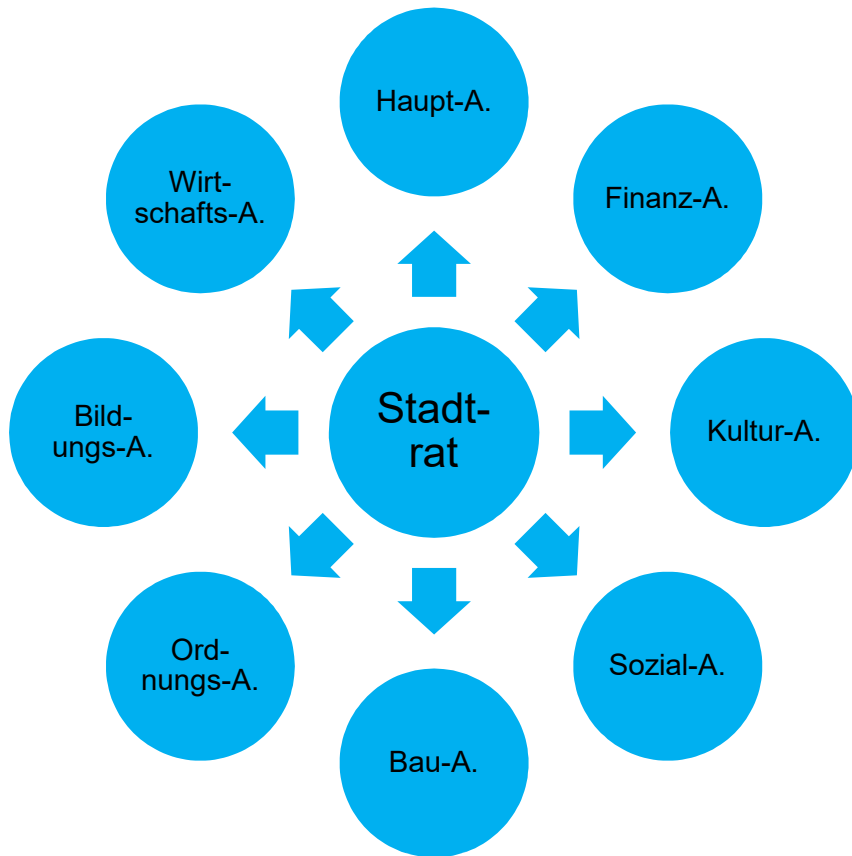 Haupt-A.
Wirt-
schafts-A.
Finanz-A.
Stadt-
rat
Bild-
ungs-A.
Kultur-A.
Ord-
nungs-A.
Sozial-A.
Bau-A.